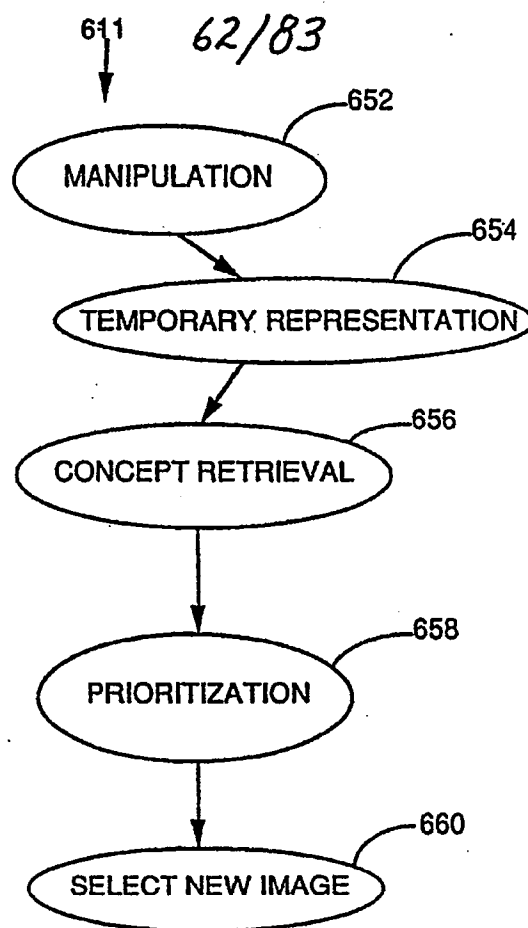 611 62/83
652
MANIPULATION
654
TEMPORARY REPRESENTATION
656
CONCEPT RETRIEVAL
658
PRIORITIZATION
660
SELECT NEW IMAGE